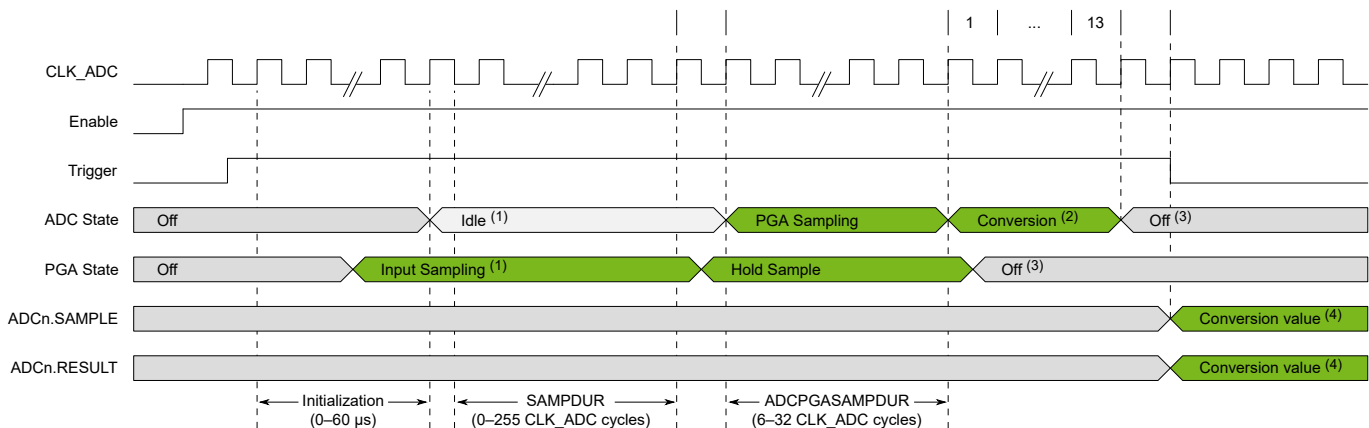 1 ... 13
CLK_ADC
Enable
Trigger
ADC State Off Idle (1) PGA Sampling Conversion (2) Off (3)
PGA State Off Input Sampling (1) Hold Sample Off (3)
ADCn.SAMPLE Conversion value (4)
ADCn.RESULT Conversion value (4)
Initialization SAMPDUR ADCPGASAMPDUR
(0–60 µs) (0–255 CLK_ADC cycles) (6–32 CLK_ADC cycles)